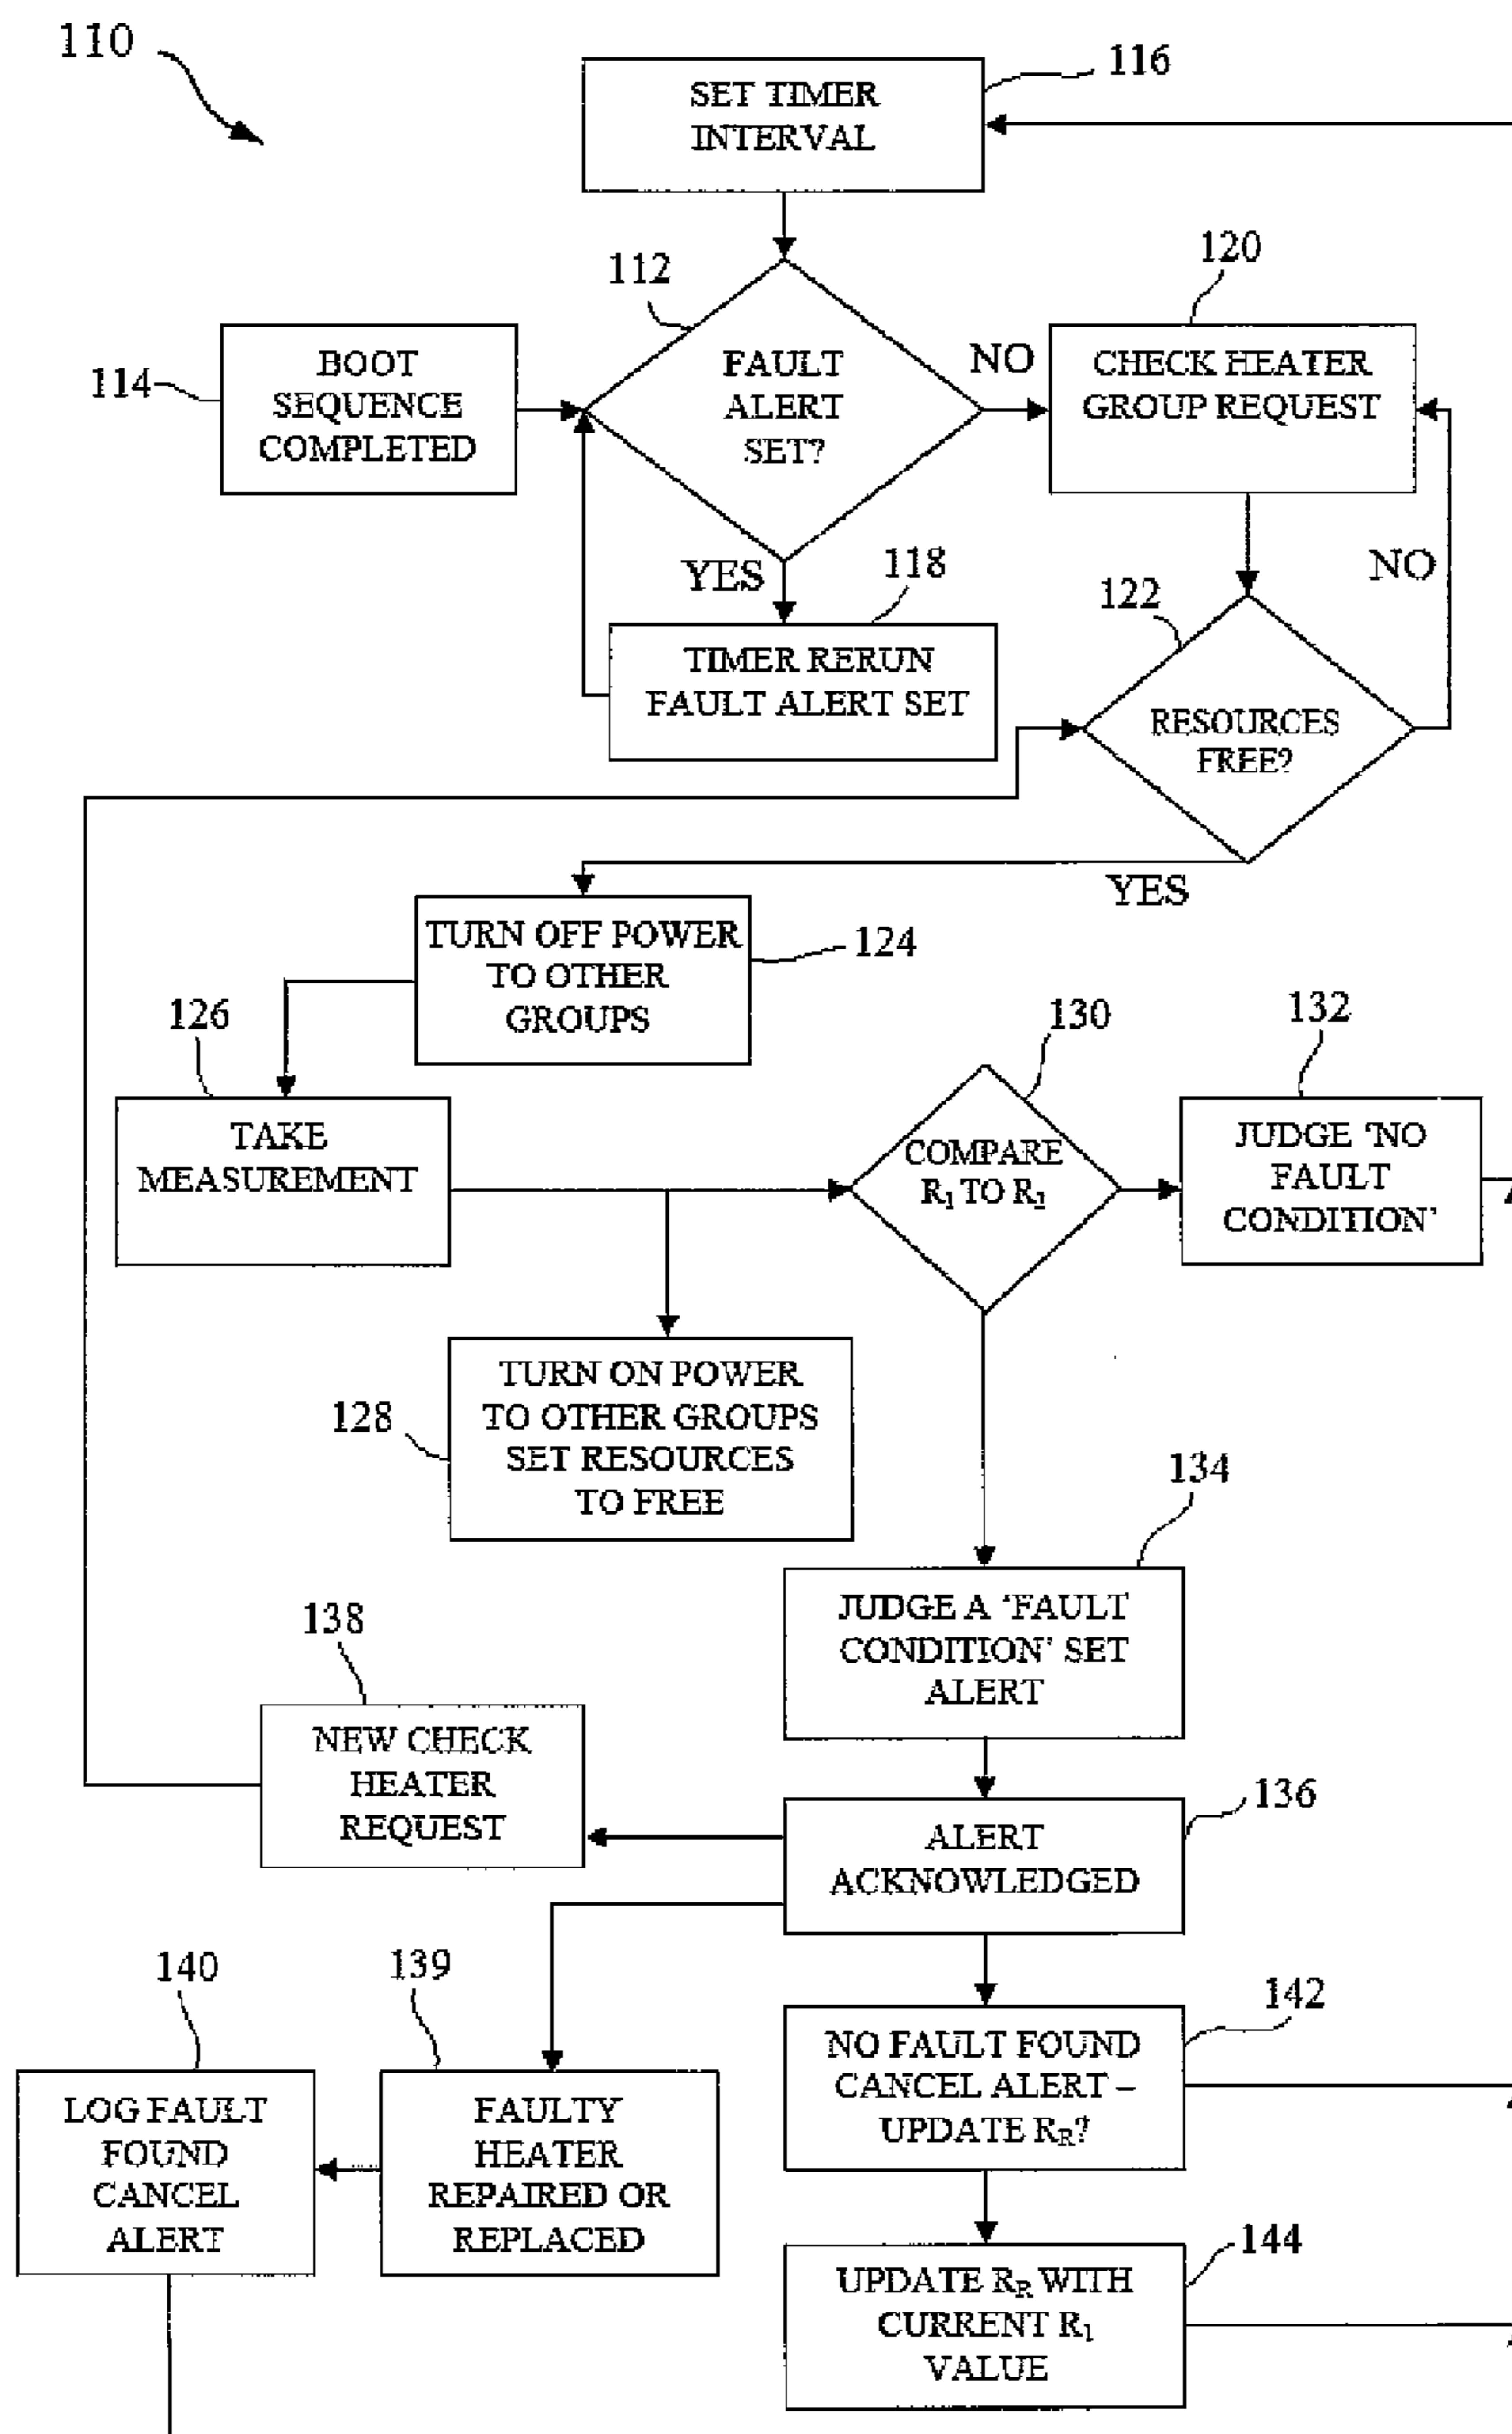 110
116
SET TIMER
INTERVAL
112
120
114
BOOT
SEQUENCE
COMPLETED
FAULT
ALERT
SET?
NO
CHECK HEATER
GROUP REQUEST
YES
118
122
NO
TIMER RERUN
FAULT ALERT SET
RESOURCES
FREE?
YES
TURN OFF POWER
TO OTHER
GROUPS
124
126
130
132
TAKE
MEASUREMENT
COMPARE
R₁ TO R₂
JUDGE 'NO
FAULT
CONDITION'
128
TURN ON POWER
TO OTHER GROUPS
SET RESOURCES
TO FREE
134
JUDGE A 'FAULT
CONDITION' SET
ALERT
138
NEW CHECK
HEATER
REQUEST
136
ALERT
ACKNOWLEDGED
140
139
142
LOG FAULT
FOUND
CANCEL
ALERT
FAULTY
HEATER
REPAIRED OR
REPLACED
NO FAULT FOUND
CANCEL ALERT –
UPDATE R_R?
144
UPDATE R_R WITH
CURRENT R₁
VALUE